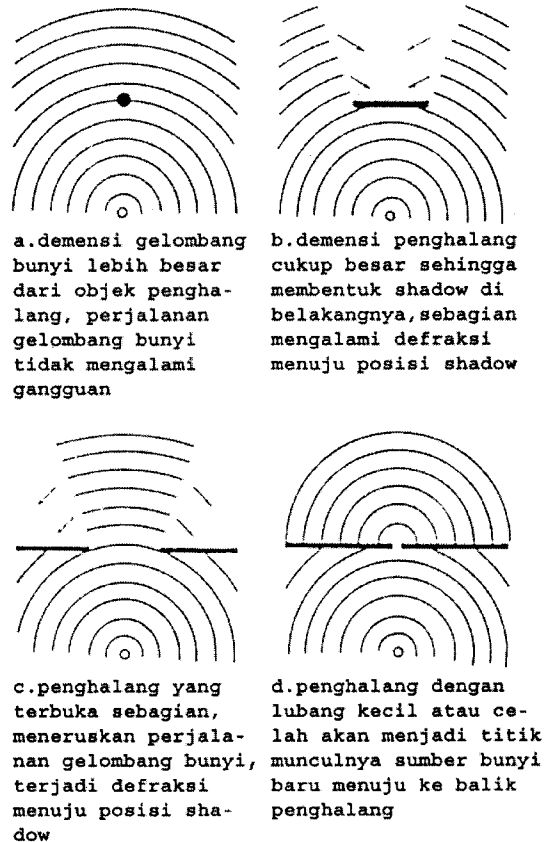 a.demensi gelombang
bunyi lebih besar
dari objek pengha-
lang, perjalanan
gelombang bunyi
tidak mengalami
gangguan
b.demensi penghalang
cukup besar sehingga
membentuk shadow di
belakangnya,sebagian
mengalami defraksi
menuju posisi shadow
c.penghalang yang
terbuka sebagian,
meneruskan perjala-
nan gelombang bunyi,
terjadi defraksi
menuju posisi sha-
dow
d.penghalang dengan
lubang kecil atau ce-
lah akan menjadi titik
munculnya sumber bunyi
baru menuju ke balik
penghalang